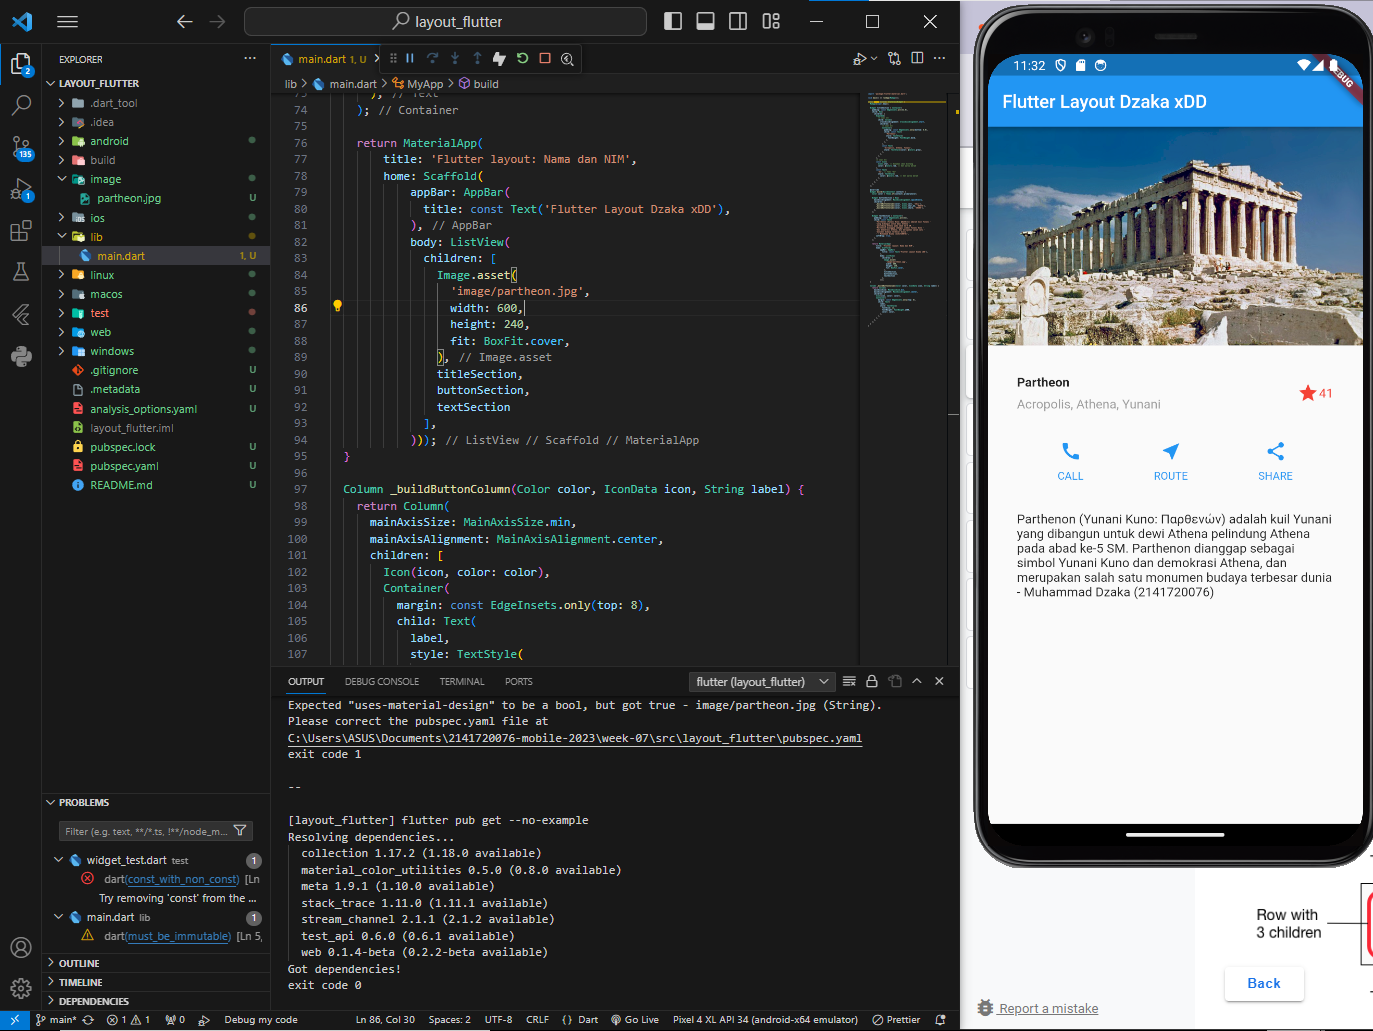 layout_flutter
EXPLORER
LAYOUT_FLUTTER
.dart_tool
.idea
android
build
image
partheon.jpg U
ios
lib
main.dart 1, U
linux
macos
test
web
windows
.gitignore U
.metadata U
analysis_options.yaml U
layout_flutter.iml
pubspec.lock U
pubspec.yaml U
README.md U
2
135
1
PROBLEMS
Filter (e.g. text, **/*.ts, !**/node_m...
widget_test.dart test 1
dart(const_with_non_const) [Ln
Try removing 'const' from the ...
main.dart lib 1
dart(must_be_immutable) [Ln 5,
OUTLINE
TIMELINE
DEPENDENCIES
main.dart 1, U
lib > main.dart > MyApp > build
73 ), // Text
74 ); // Container
75
76 return MaterialApp(
77 title: 'Flutter layout: Nama dan NIM',
78 home: Scaffold(
79 appBar: AppBar(
80 title: const Text('Flutter Layout Dzaka xDD'),
81 ), // AppBar
82 body: ListView(
83 children: [
84 Image.asset(
85 'image/partheon.jpg',
86 width: 600,
87 height: 240,
88 fit: BoxFit.cover,
89 ), // Image.asset
90 titleSection,
91 buttonSection,
92 textSection
93 ],
94 ))); // ListView // Scaffold // MaterialApp
95 }
96
97 Column _buildButtonColumn(Color color, IconData icon, String label) {
98 return Column(
99 mainAxisSize: MainAxisSize.min,
100 mainAxisAlignment: MainAxisAlignment.center,
101 children: [
102 Icon(icon, color: color),
103 Container(
104 margin: const EdgeInsets.only(top: 8),
105 child: Text(
106 label,
107 style: TextStyle(
OUTPUT DEBUG CONSOLE TERMINAL PORTS flutter (layout_flutter)
Expected "uses-material-design" to be a bool, but got true - image/partheon.jpg (String).
Please correct the pubspec.yaml file at
C:\Users\ASUS\Documents\2141720076-mobile-2023\week-07\src\layout_flutter\pubspec.yaml
exit code 1
--
[layout_flutter] flutter pub get --no-example
Resolving dependencies...
collection 1.17.2 (1.18.0 available)
material_color_utilities 0.5.0 (0.8.0 available)
meta 1.9.1 (1.10.0 available)
stack_trace 1.11.0 (1.11.1 available)
stream_channel 2.1.1 (2.1.2 available)
test_api 0.6.0 (0.6.1 available)
web 0.1.4-beta (0.2.2-beta available)
Got dependencies!
exit code 0
main* 1 1 0 Debug my code Ln 86, Col 30 Spaces: 2 UTF-8 CRLF {} Dart Go Live Pixel 4 XL API 34 (android-x64 emulator) Prettier
11:32
DEBUG
Flutter Layout Dzaka xDD
Partheon
Acropolis, Athena, Yunani
41
CALL ROUTE SHARE
Parthenon (Yunani Kuno: Παρθενών) adalah kuil Yunani
yang dibangun untuk dewi Athena pelindung Athena
pada abad ke-5 SM. Parthenon dianggap sebagai
simbol Yunani Kuno dan demokrasi Athena, dan
merupakan salah satu monumen budaya terbesar dunia
- Muhammad Dzaka (2141720076)
Row with
3 children
Back
Report a mistake